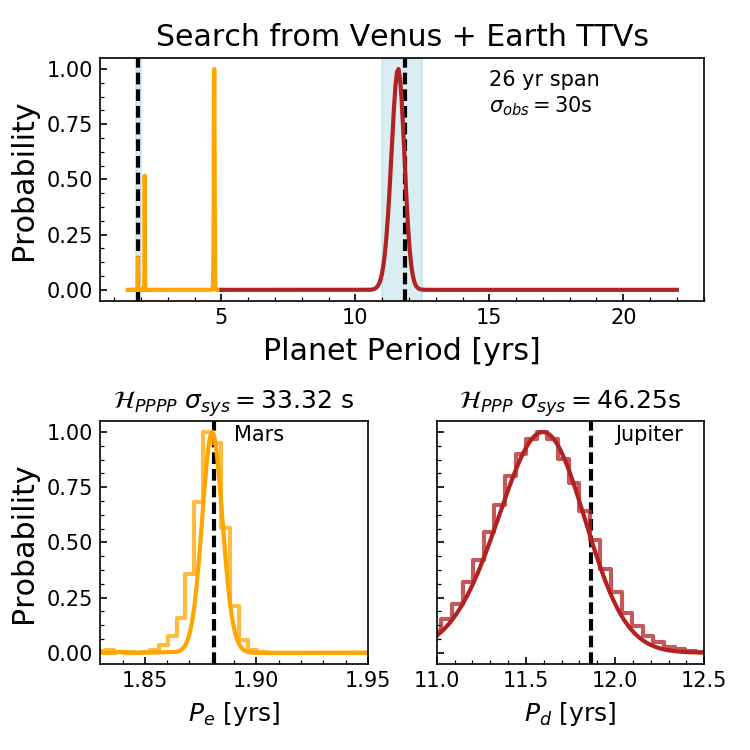 Search from Venus + Earth TTVs
1.00
0.75
0.50
0.25
0.00
Probability
26 yr span
σ_obs = 30s
5 10 15 20
Planet Period [yrs]
ℋ_PPPP σ_sys = 33.32 s
1.00
0.75
0.50
0.25
0.00
Probability
Mars
1.85 1.90 1.95
P_e [yrs]
ℋ_PPP σ_sys = 46.25s
Jupiter
11.0 11.5 12.0 12.5
P_d [yrs]